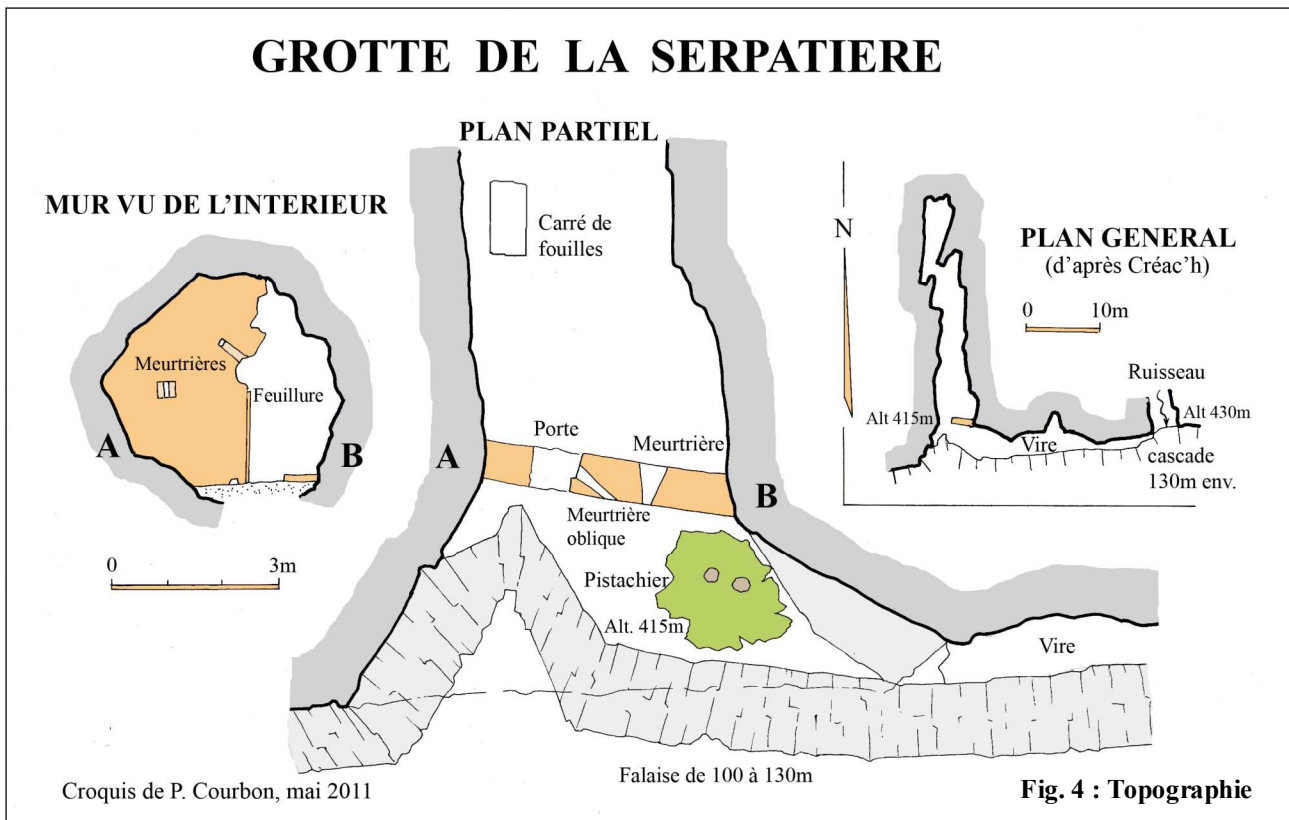 GROTTE DE LA SERPATIERE
PLAN PARTIEL
MUR VU DE L'INTERIEUR
Carré de
fouilles
N
PLAN GENERAL
(d'après Créac'h)
0 10m
Meurtrières
Feuillure
A
B
0 3m
Ruisseau
Alt 415m
Alt 430m
Vire
cascade
130m env.
Porte
Meurtrière
A
B
Meurtrière
oblique
Pistachier
Alt. 415m
Vire
Falaise de 100 à 130m
Croquis de P. Courbon, mai 2011
Fig. 4 : Topographie